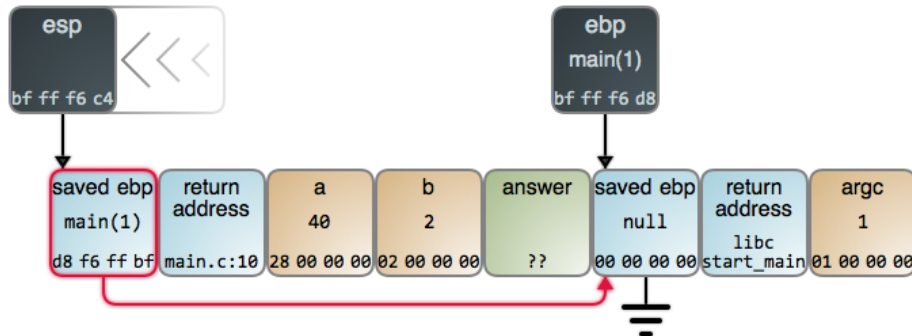 esp
bf ff f6 c4
ebp
main(1)
bf ff f6 d8
saved ebp
main(1)
d8 f6 ff bf
return
address
main.c:10
a
40
28 00 00 00
b
2
02 00 00 00
answer
??
saved ebp
null
00 00 00 00
return
address
libc
start_main
argc
1
01 00 00 00